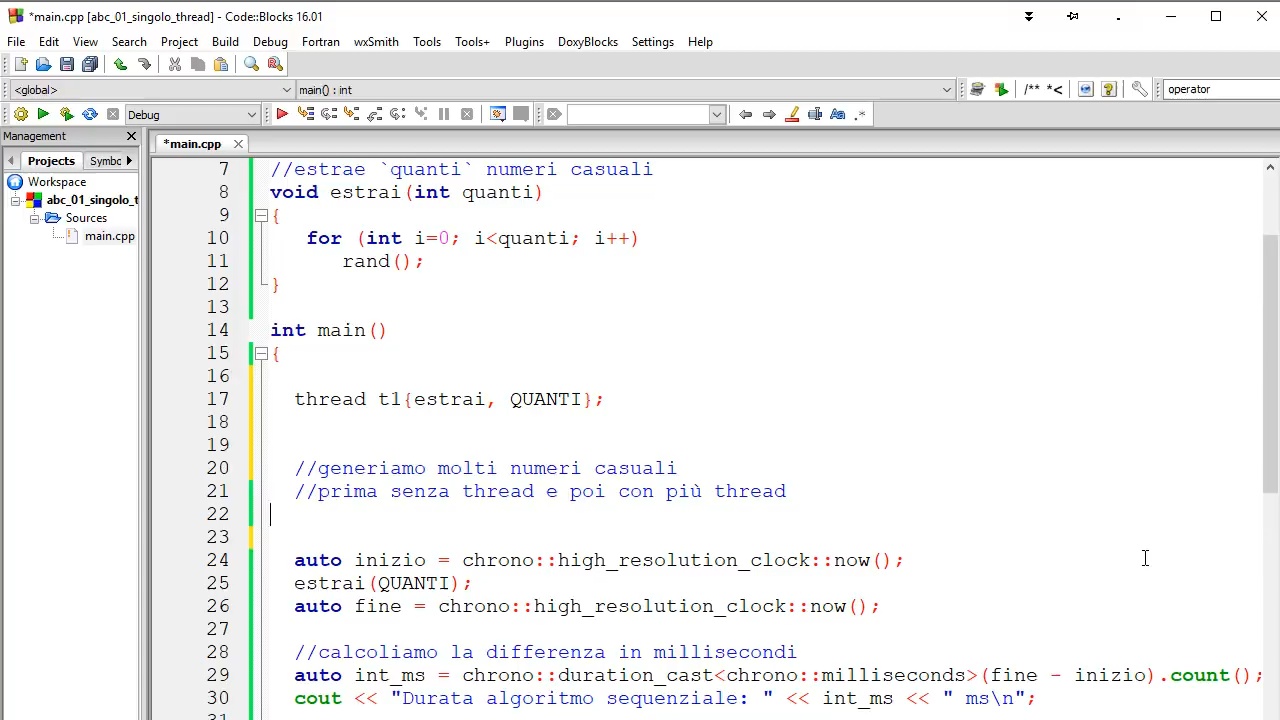 *main.cpp [abc_01_singolo_thread] - Code::Blocks 16.01
File Edit View Search Project Build Debug Fortran wxSmith Tools Tools+ Plugins DoxyBlocks Settings Help
<global> main() : int /** *< operator
Debug
Management
*main.cpp
Projects Symbo
Workspace
abc_01_singolo_t
Sources
main.cpp
7 //estrae `quanti` numeri casuali
8 void estrai(int quanti)
9 {
10 for (int i=0; i<quanti; i++)
11 rand();
12 }
13
14 int main()
15 {
16
17 thread t1{estrai, QUANTI};
18
19
20 //generiamo molti numeri casuali
21 //prima senza thread e poi con più thread
22
23
24 auto inizio = chrono::high_resolution_clock::now();
25 estrai(QUANTI);
26 auto fine = chrono::high_resolution_clock::now();
27
28 //calcoliamo la differenza in millisecondi
29 auto int_ms = chrono::duration_cast<chrono::milliseconds>(fine - inizio).count();
30 cout << "Durata algoritmo sequenziale: " << int_ms << " ms\n";